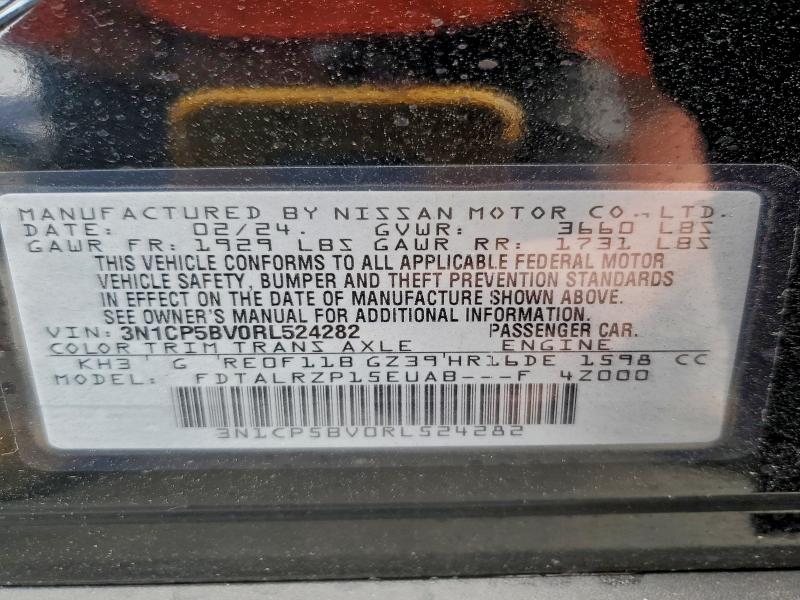 MANUFACTURED BY NISSAN MOTOR CO.,LTD.
DATE: 02/24. GVWR: 3660 LBS
GAWR FR: 1929 LBS GAWR RR: 1731 LBS
THIS VEHICLE CONFORMS TO ALL APPLICABLE FEDERAL MOTOR
VEHICLE SAFETY, BUMPER AND THEFT PREVENTION STANDARDS
IN EFFECT ON THE DATE OF MANUFACTURE SHOWN ABOVE.
SEE OWNER'S MANUAL FOR ADDITIONAL INFORMATION.
VIN: 3N1CP5BV0RL524282 PASSENGER CAR.
COLOR TRIM TRANS AXLE ENGINE
KH3 G RE0F11B GZ39 HR16DE 1598 CC
MODEL: FDTALRZP15EUAB---F 4Z000
3N1CP5BV0RL524282